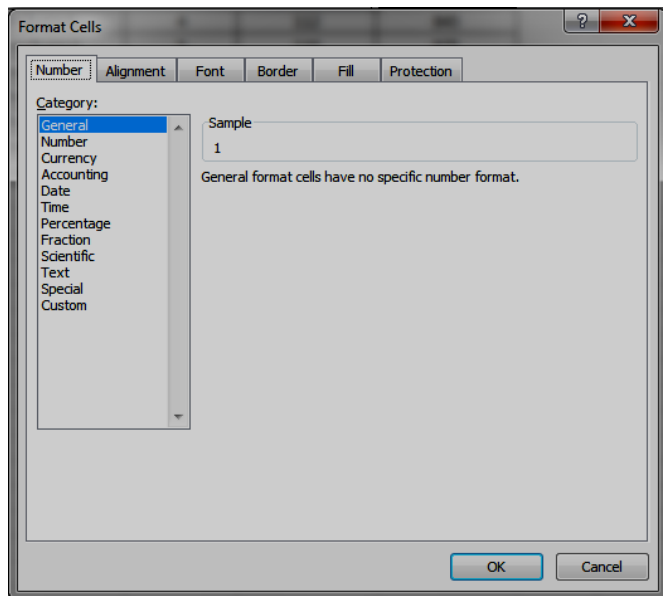 Format Cells
Number Alignment Font Border Fill Protection
Category:
General
Number
Currency
Accounting
Date
Time
Percentage
Fraction
Scientific
Text
Special
Custom
Sample
1
General format cells have no specific number format.
OK Cancel